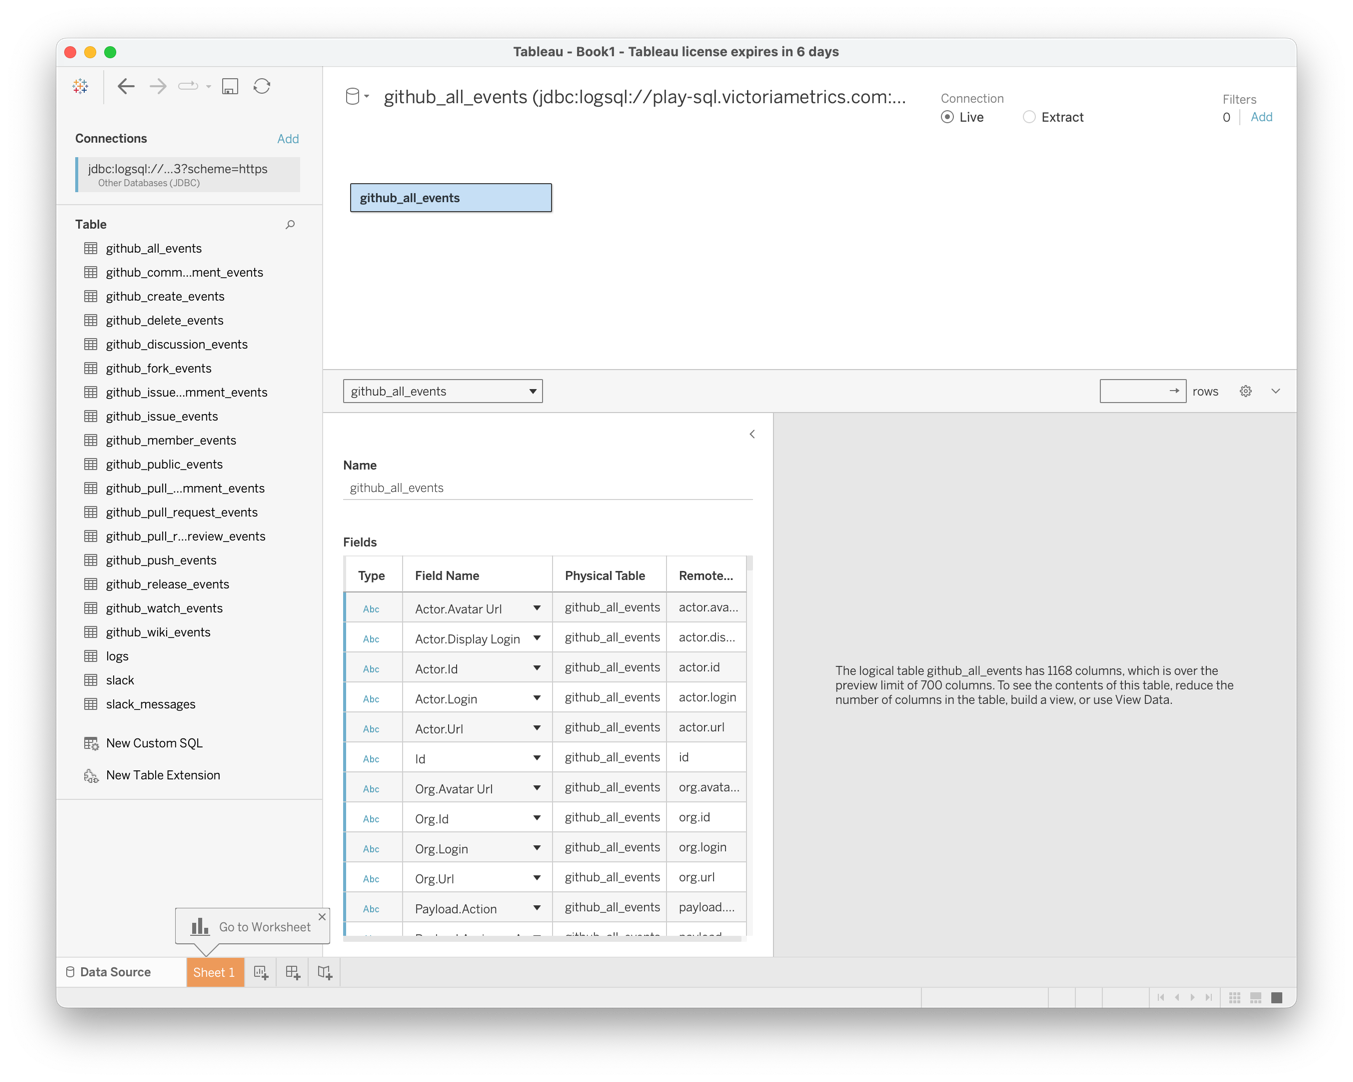 Tableau - Book1 - Tableau license expires in 6 days
Connections
Add
jdbc:logsql://...3?scheme=https
Other Databases (JDBC)
Table
github_all_events
github_comm...ment_events
github_create_events
github_delete_events
github_discussion_events
github_fork_events
github_issue...mment_events
github_issue_events
github_member_events
github_public_events
github_pull_...mment_events
github_pull_request_events
github_pull_r...review_events
github_push_events
github_release_events
github_watch_events
github_wiki_events
logs
slack
slack_messages
New Custom SQL
New Table Extension
github_all_events (jdbc:logsql://play-sql.victoriametrics.com:...
Connection
Live
Extract
Filters
0
Add
github_all_events
github_all_events
rows
Name
github_all_events
Fields
Type Field Name Physical Table Remote...
Abc Actor.Avatar Url github_all_events actor.ava...
Abc Actor.Display Login github_all_events actor.dis...
Abc Actor.Id github_all_events actor.id
Abc Actor.Login github_all_events actor.login
Abc Actor.Url github_all_events actor.url
Abc Id github_all_events id
Abc Org.Avatar Url github_all_events org.avata...
Abc Org.Id github_all_events org.id
Abc Org.Login github_all_events org.login
Abc Org.Url github_all_events org.url
Abc Payload.Action github_all_events payload....
The logical table github_all_events has 1168 columns, which is over the
preview limit of 700 columns. To see the contents of this table, reduce the
number of columns in the table, build a view, or use View Data.
Go to Worksheet
Data Source
Sheet 1